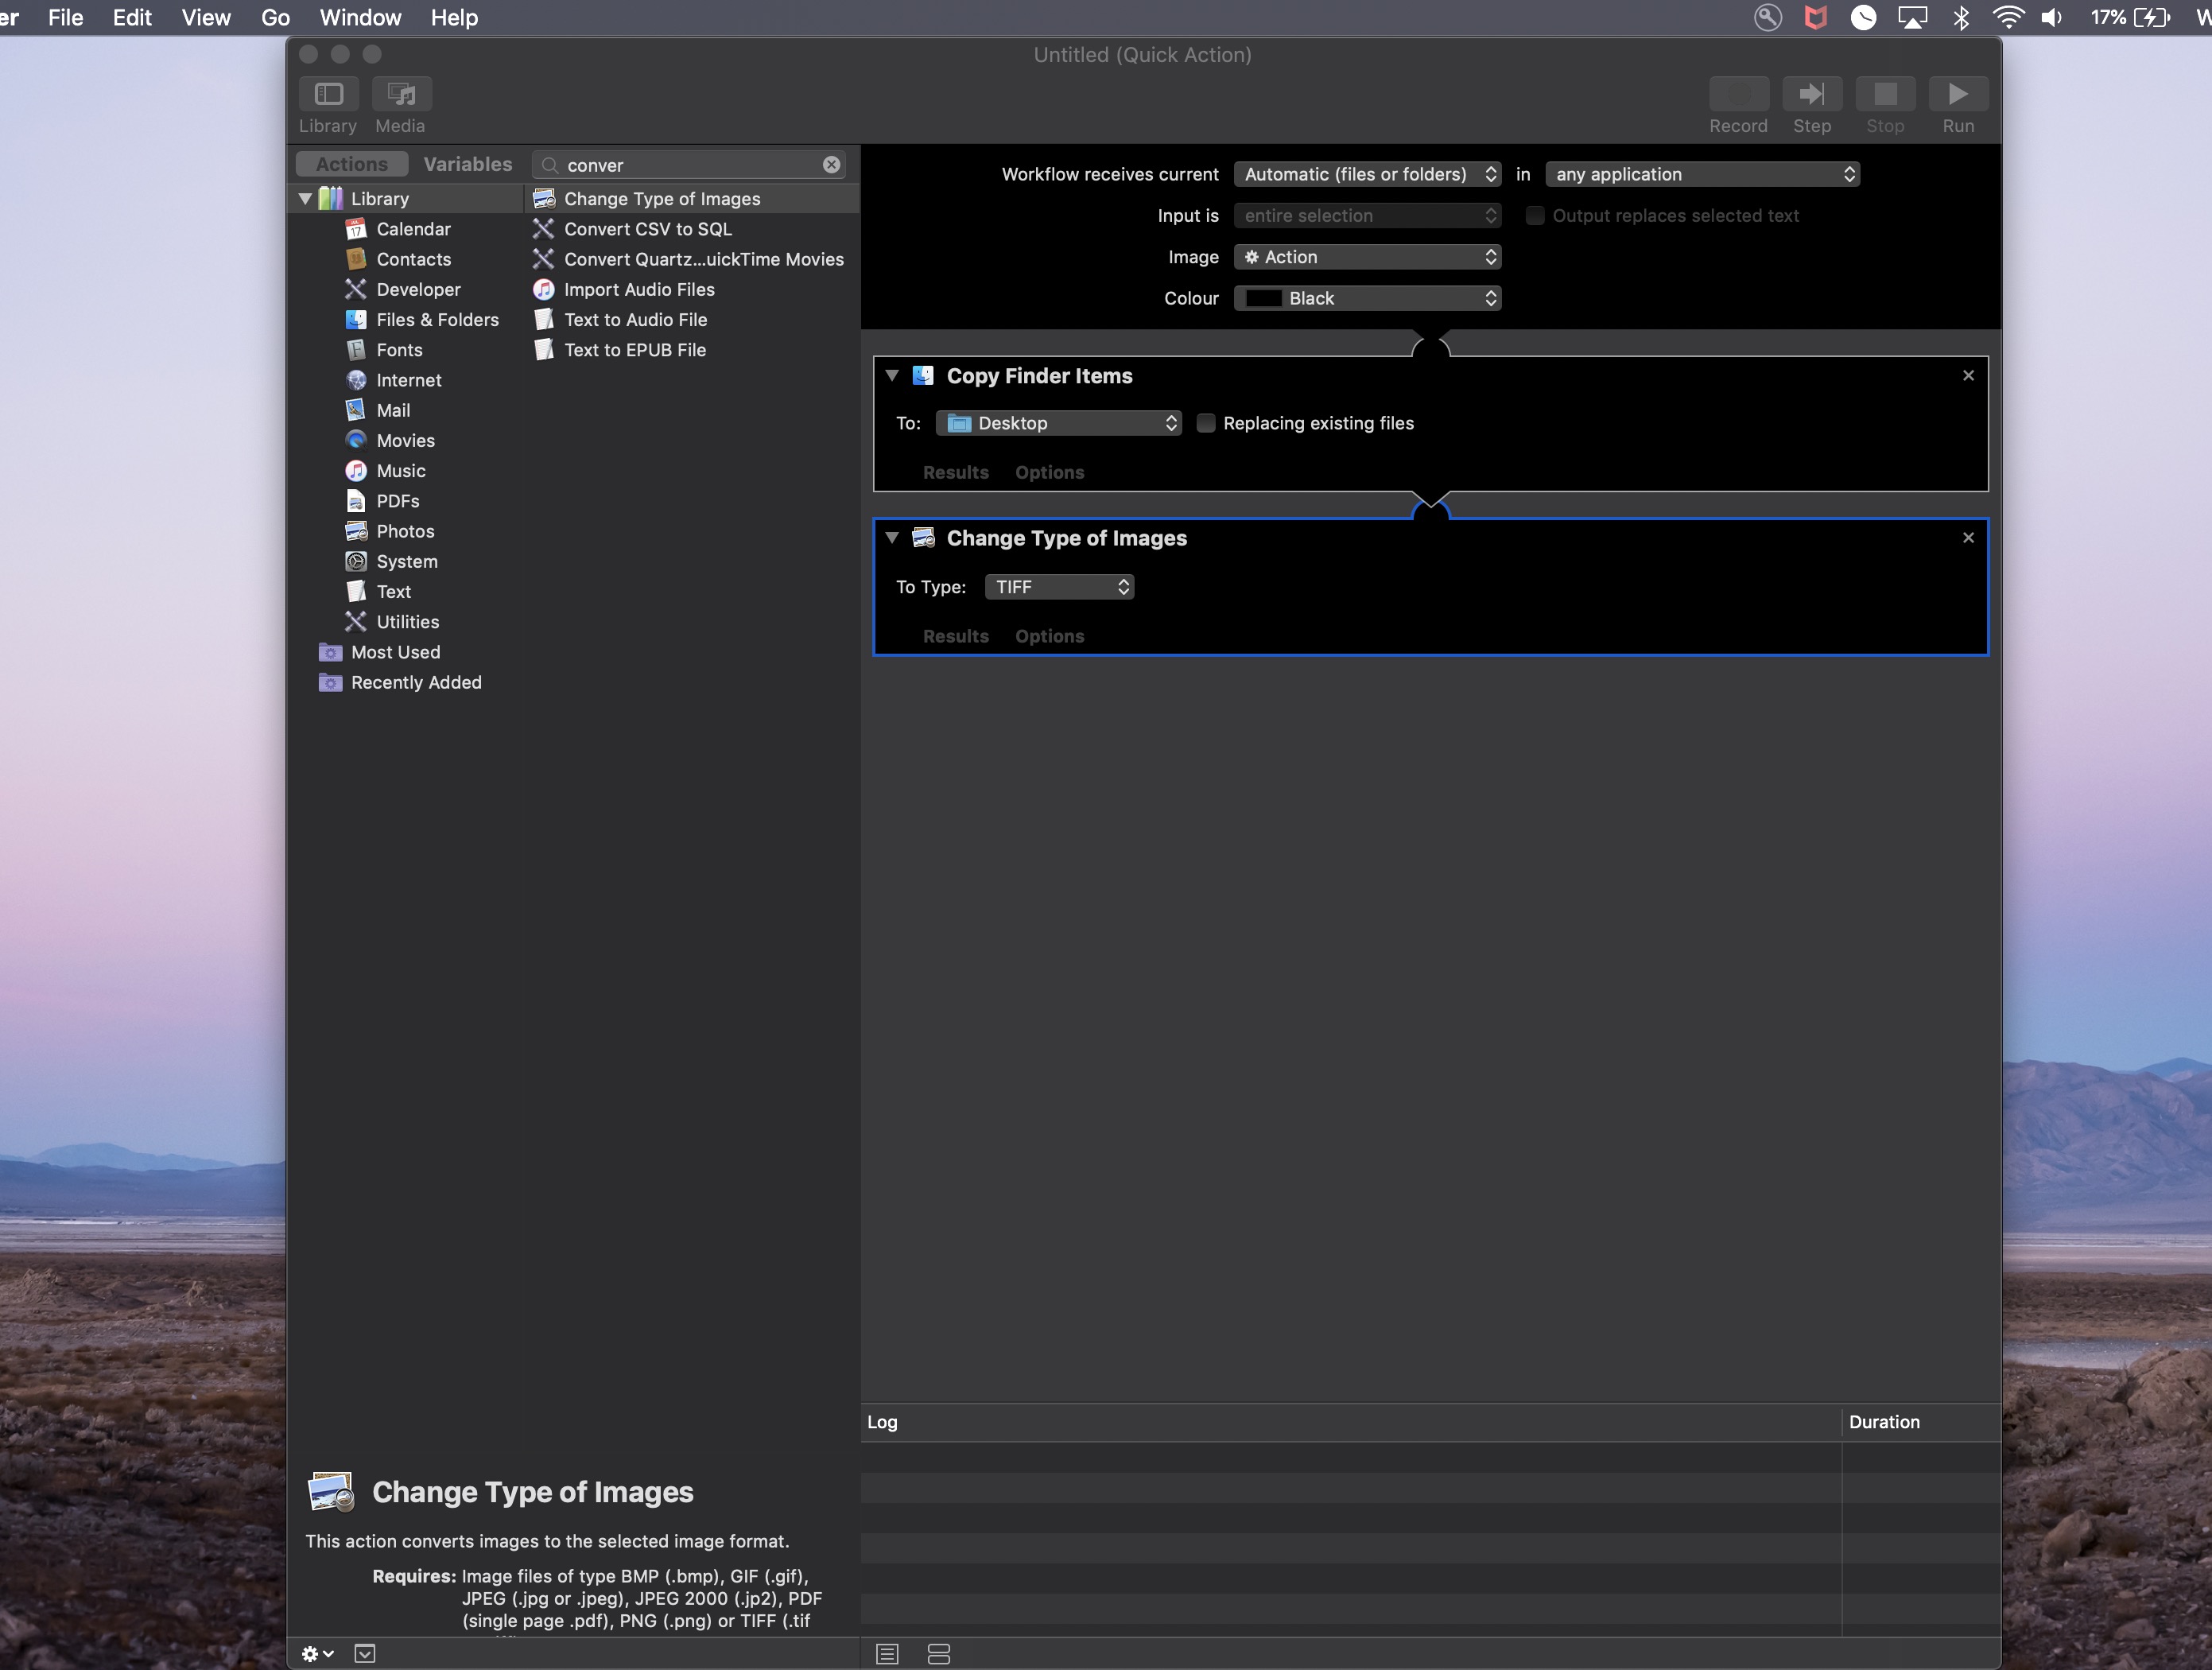 er File Edit View Go Window Help 17%
Untitled (Quick Action)
Library Media Record Step Stop Run
Actions Variables conver
Library
Calendar
Contacts
Developer
Files & Folders
Fonts
Internet
Mail
Movies
Music
PDFs
Photos
System
Text
Utilities
Most Used
Recently Added
Change Type of Images
Convert CSV to SQL
Convert Quartz...uickTime Movies
Import Audio Files
Text to Audio File
Text to EPUB File
Workflow receives current Automatic (files or folders) in any application
Input is entire selection Output replaces selected text
Image Action
Colour Black
Copy Finder Items
To: Desktop Replacing existing files
Results Options
Change Type of Images
To Type: TIFF
Results Options
Log Duration
Change Type of Images
This action converts images to the selected image format.
Requires: Image files of type BMP (.bmp), GIF (.gif),
JPEG (.jpg or .jpeg), JPEG 2000 (.jp2), PDF
(single page .pdf), PNG (.png) or TIFF (.tif